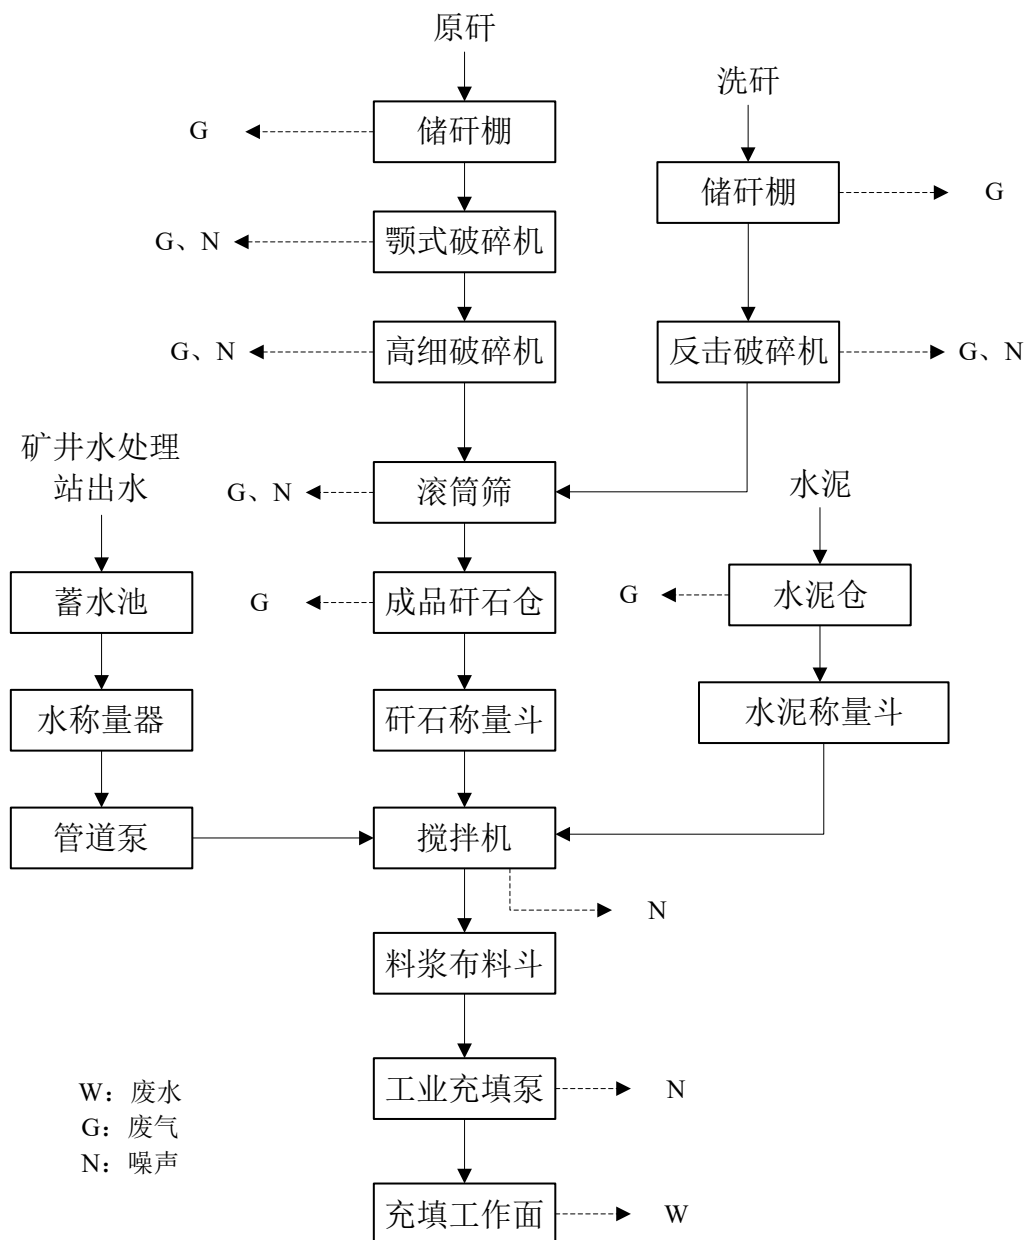 原矸
洗矸
G
储矸棚
储矸棚
G
G、N
颚式破碎机
G、N
高细破碎机
反击破碎机
G、N
矿井水处理
站出水
G、N
滚筒筛
水泥
蓄水池
G
成品矸石仓
G
水泥仓
水称量器
矸石称量斗
水泥称量斗
管道泵
搅拌机
N
料浆布料斗
工业充填泵
N
W：废水
G：废气
N：噪声
充填工作面
W